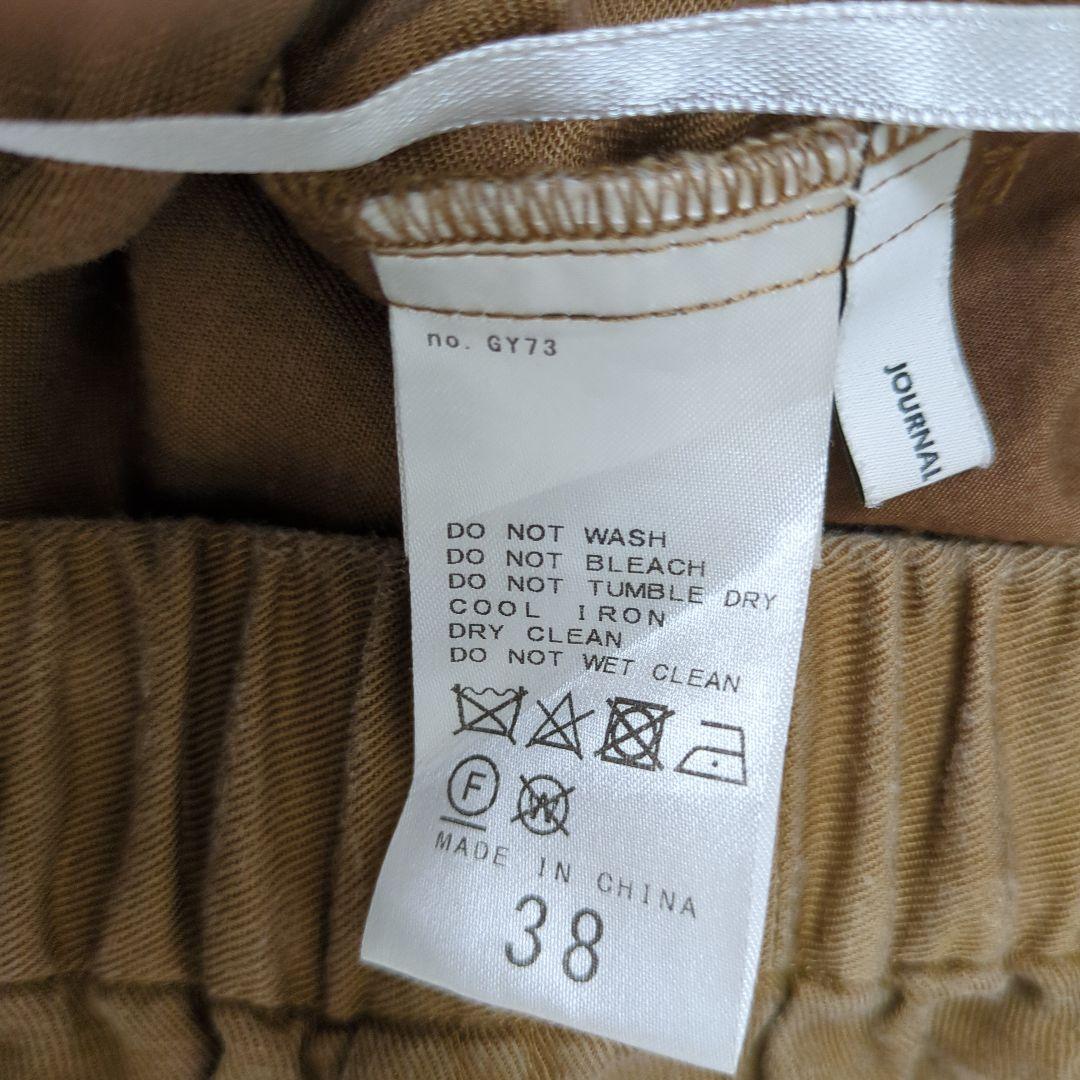 no. GY73
JOURNAL
DO NOT WASH
DO NOT BLEACH
DO NOT TUMBLE DRY
COOL IRON
DRY CLEAN
DO NOT WET CLEAN
F W
MADE IN CHINA
38